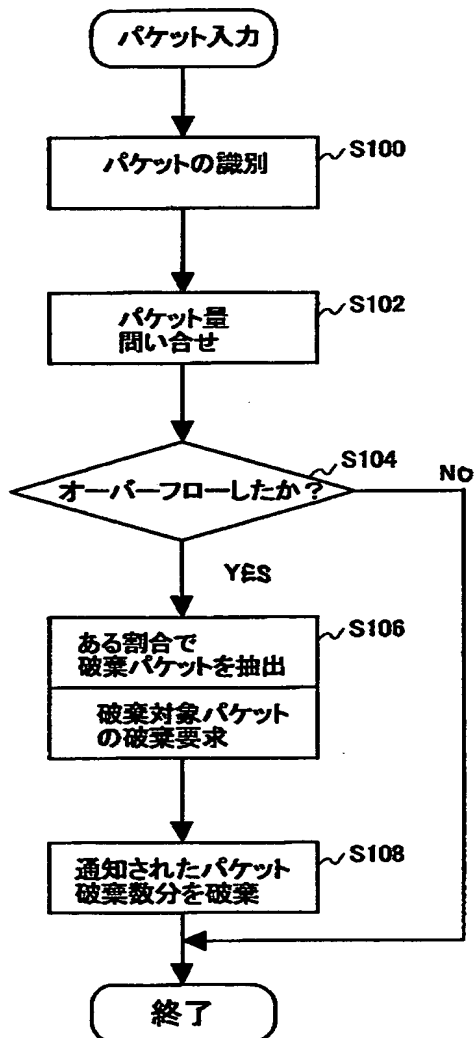 パケット入力
パケットの識別
S100
パケット量
問い合せ
S102
オーバーフローしたか？
S104
NO
YES
ある割合で
破棄パケットを抽出
S106
破棄対象パケット
の破棄要求
通知されたパケット
破棄数分を破棄
S108
終了